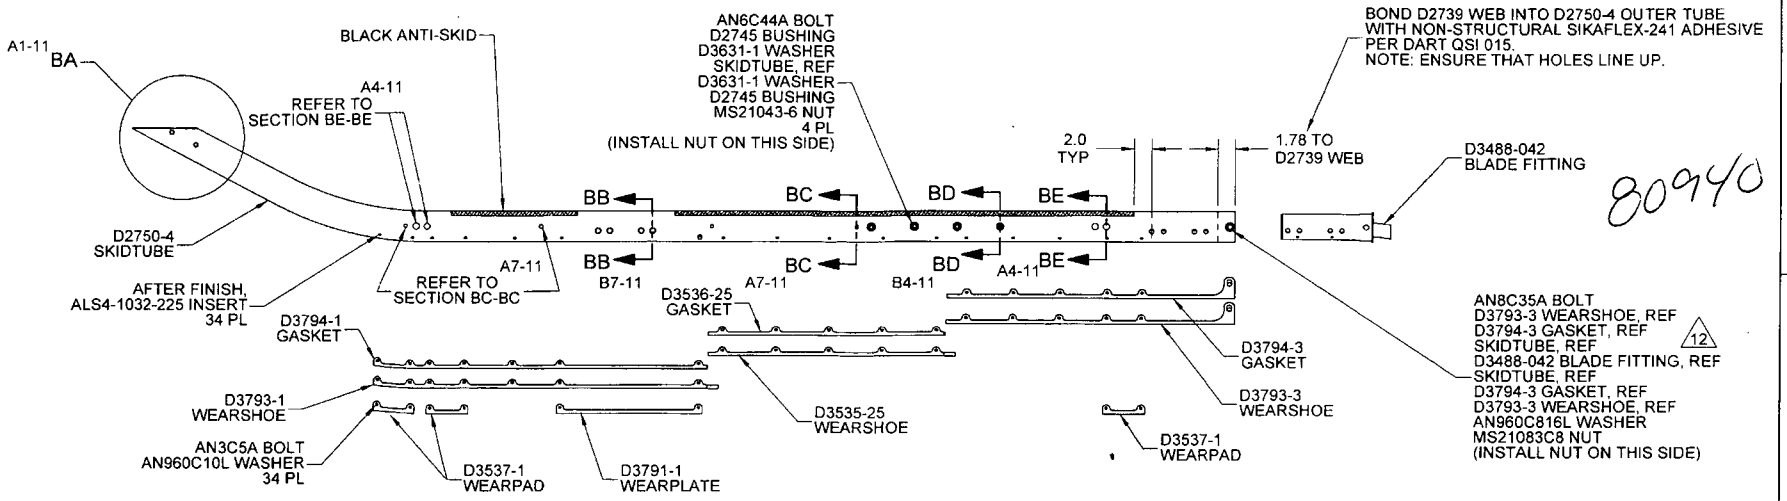 A1-11
BA
BLACK ANTI-SKID
A4-11
REFER TO
SECTION BE-BE
AN6C44A BOLT
D2745 BUSHING
D3631-1 WASHER
SKIDTUBE, REF
D3631-1 WASHER
D2745 BUSHING
MS21043-6 NUT
4 PL
(INSTALL NUT ON THIS SIDE)
BOND D2739 WEB INTO D2750-4 OUTER TUBE
WITH NON-STRUCTURAL SIKAFLEX-241 ADHESIVE
PER DART QSI 015.
NOTE: ENSURE THAT HOLES LINE UP.
2.0
TYP
1.78 TO
D2739 WEB
D3488-042
BLADE FITTING
80940
BB
BC
BD
BE
D2750-4
SKIDTUBE
BB
BC
BD
BE
A7-11
B7-11
A7-11
B4-11
A4-11
REFER TO
SECTION BC-BC
AFTER FINISH,
ALS4-1032-225 INSERT
34 PL
D3794-1
GASKET
D3536-25
GASKET
D3794-3
GASKET
D3793-1
WEARSHOE
D3535-25
WEARSHOE
D3793-3
WEARSHOE
AN3C5A BOLT
AN960C10L WASHER
34 PL
D3537-1
WEARPAD
D3791-1
WEARPLATE
D3537-1
WEARPAD
AN8C35A BOLT
D3793-3 WEARSHOE, REF
D3794-3 GASKET, REF
SKIDTUBE, REF
12
D3488-042 BLADE FITTING, REF
SKIDTUBE, REF
D3794-3 GASKET, REF
D3793-3 WEARSHOE, REF
AN960C816L WASHER
MS21083C8 NUT
(INSTALL NUT ON THIS SIDE)